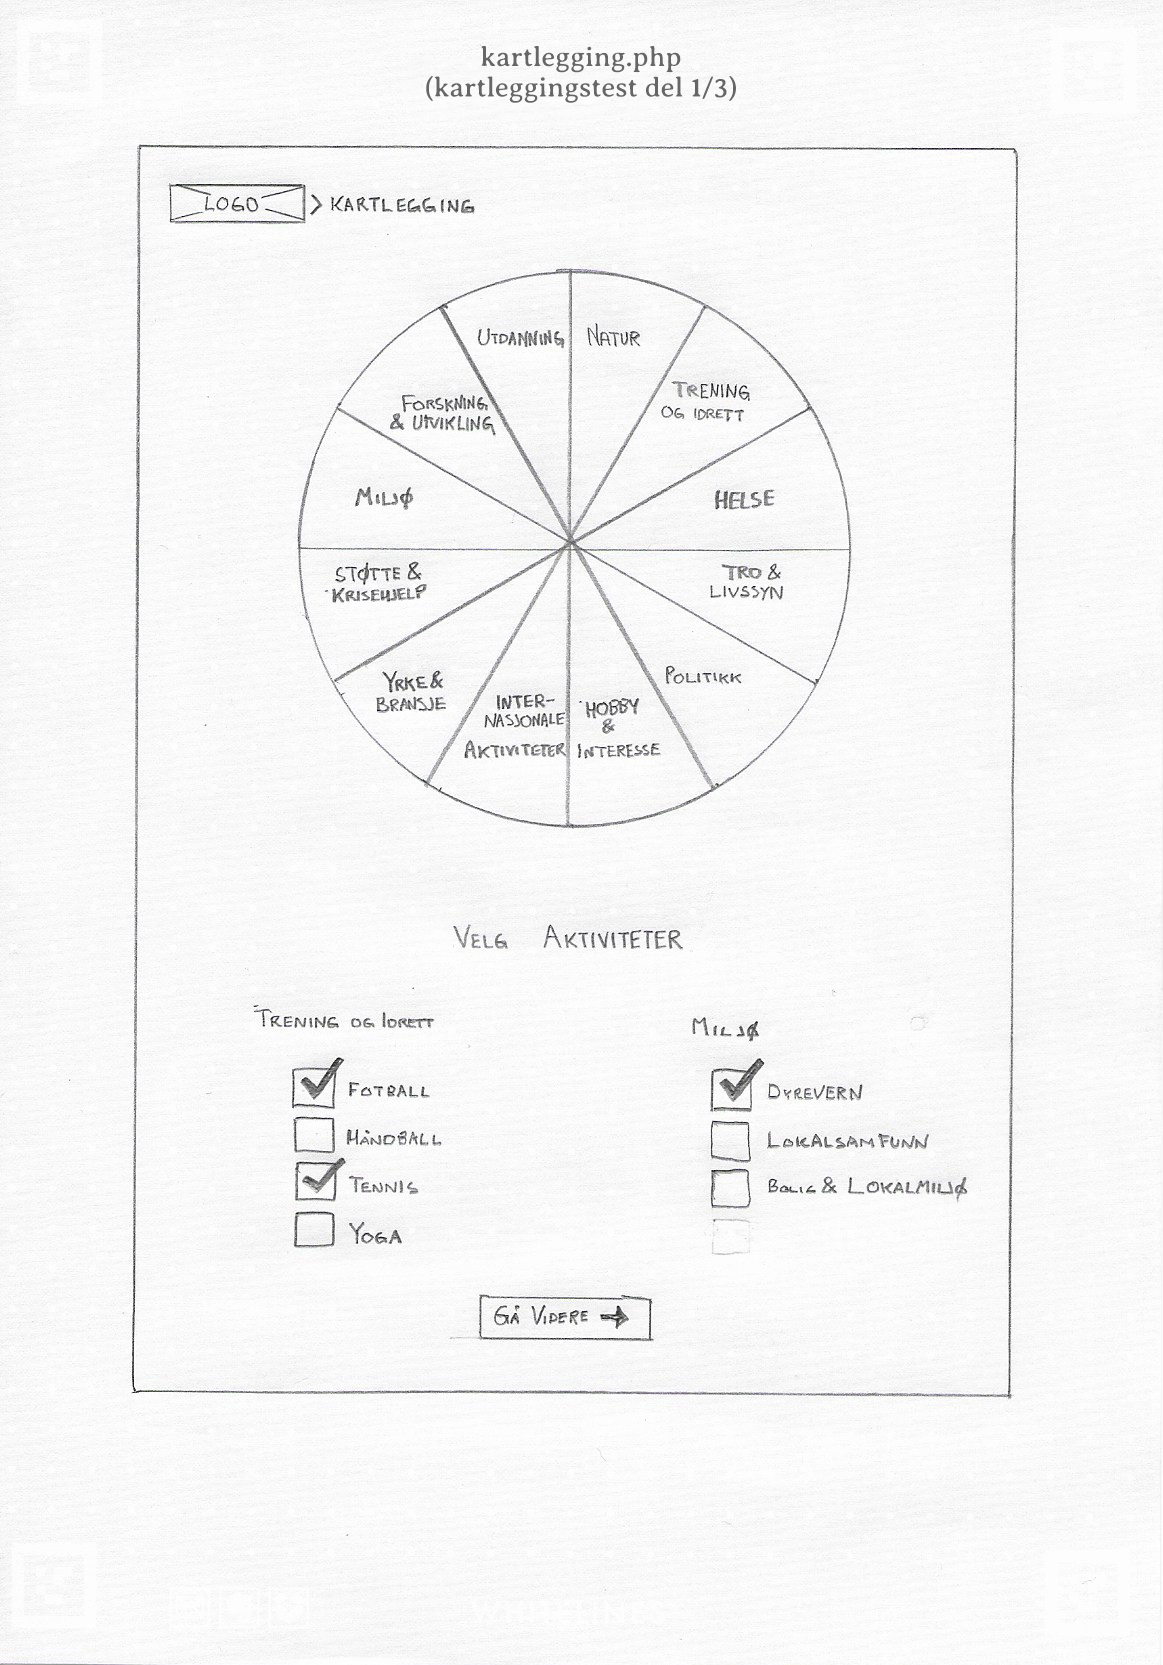 kartlegging.php
(kartleggingstest del 1/3)
LOGO > KARTLEGGING
UTDANNING
NATUR
TRENING
OG IDRETT
HELSE
TRO &
LIVSSYN
POLITIKK
HOBBY
&
INTERESSE
INTER-
NASJONALE
AKTIVITETER
YRKE &
BRANSJE
STØTTE &
KRISEHJELP
MILJØ
FORSKNING
& UTVIKLING
VELG AKTIVITETER
TRENING OG IDRETT
FOTBALL
HÅNDBALL
TENNIS
YOGA
MILJØ
DYREVERN
LOKALSAMFUNN
BOLIG & LOKALMILJØ
GÅ VIDERE →